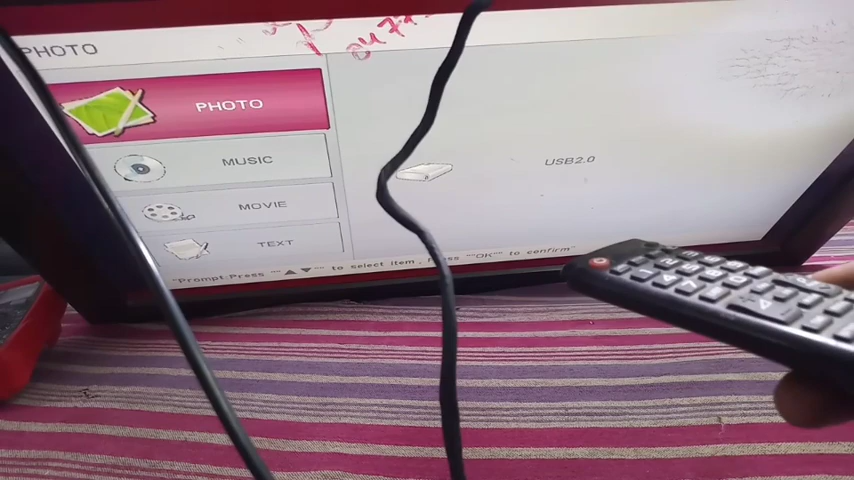 PHOTO
PHOTO
MUSIC
USB2.0
MOVIE
TEXT
"Prompt:Press ▲ ▼ to select item, Press "OK" to confirm"